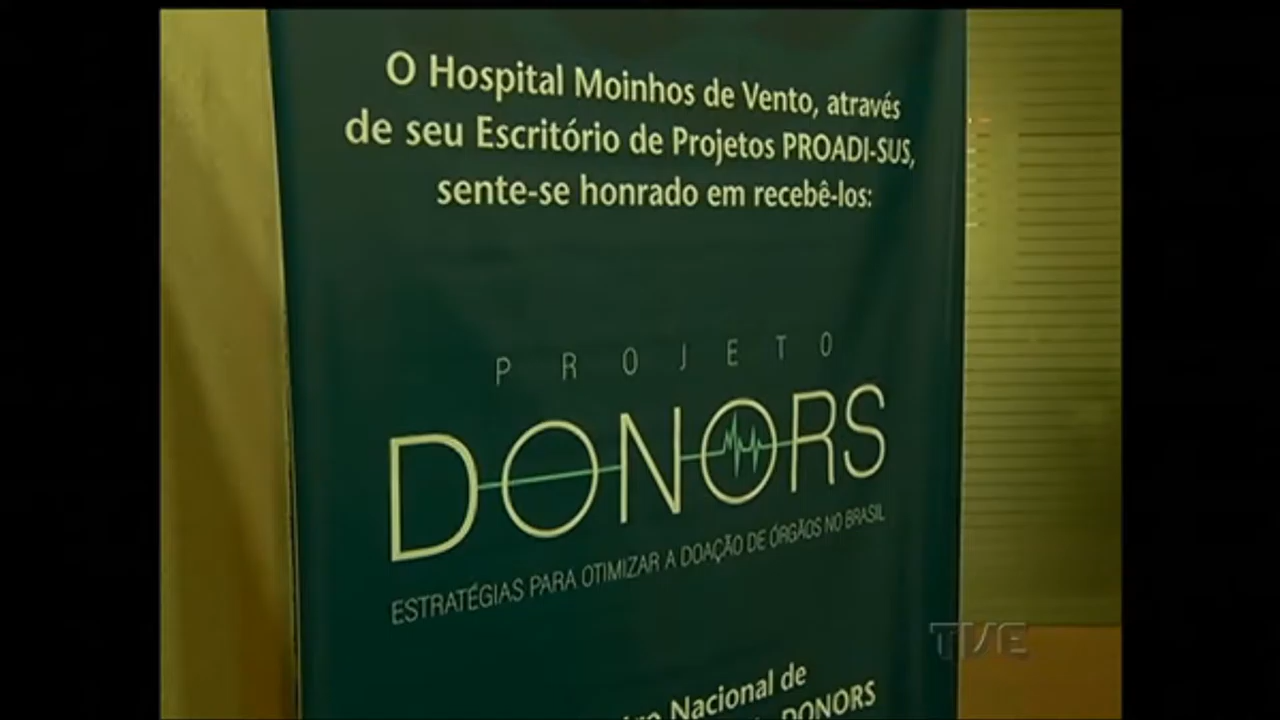 O Hospital Moinhos de Vento, através
de seu Escritório de Projetos PROADI-SUS,
sente-se honrado em recebê-los:
PROJETO
DONORS
ESTRATÉGIAS PARA OTIMIZAR A DOAÇÃO DE ÓRGÃOS NO BRASIL
Nacional de
DONORS
TVE